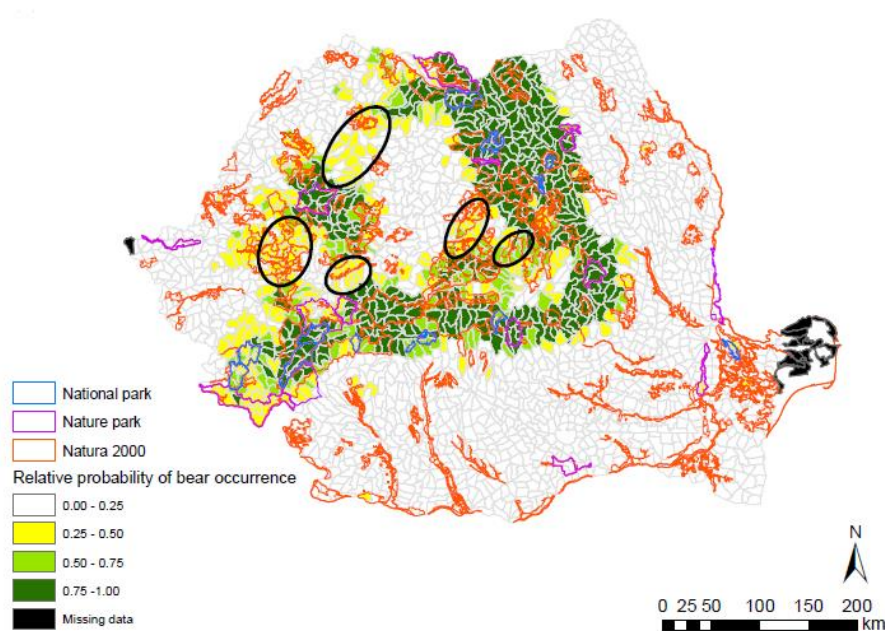 National park
Nature park
Natura 2000
Relative probability of bear occurrence
0.00 - 0.25
0.25 - 0.50
0.50 - 0.75
0.75 -1.00
Missing data
N
0 25 50 100 150 200
km